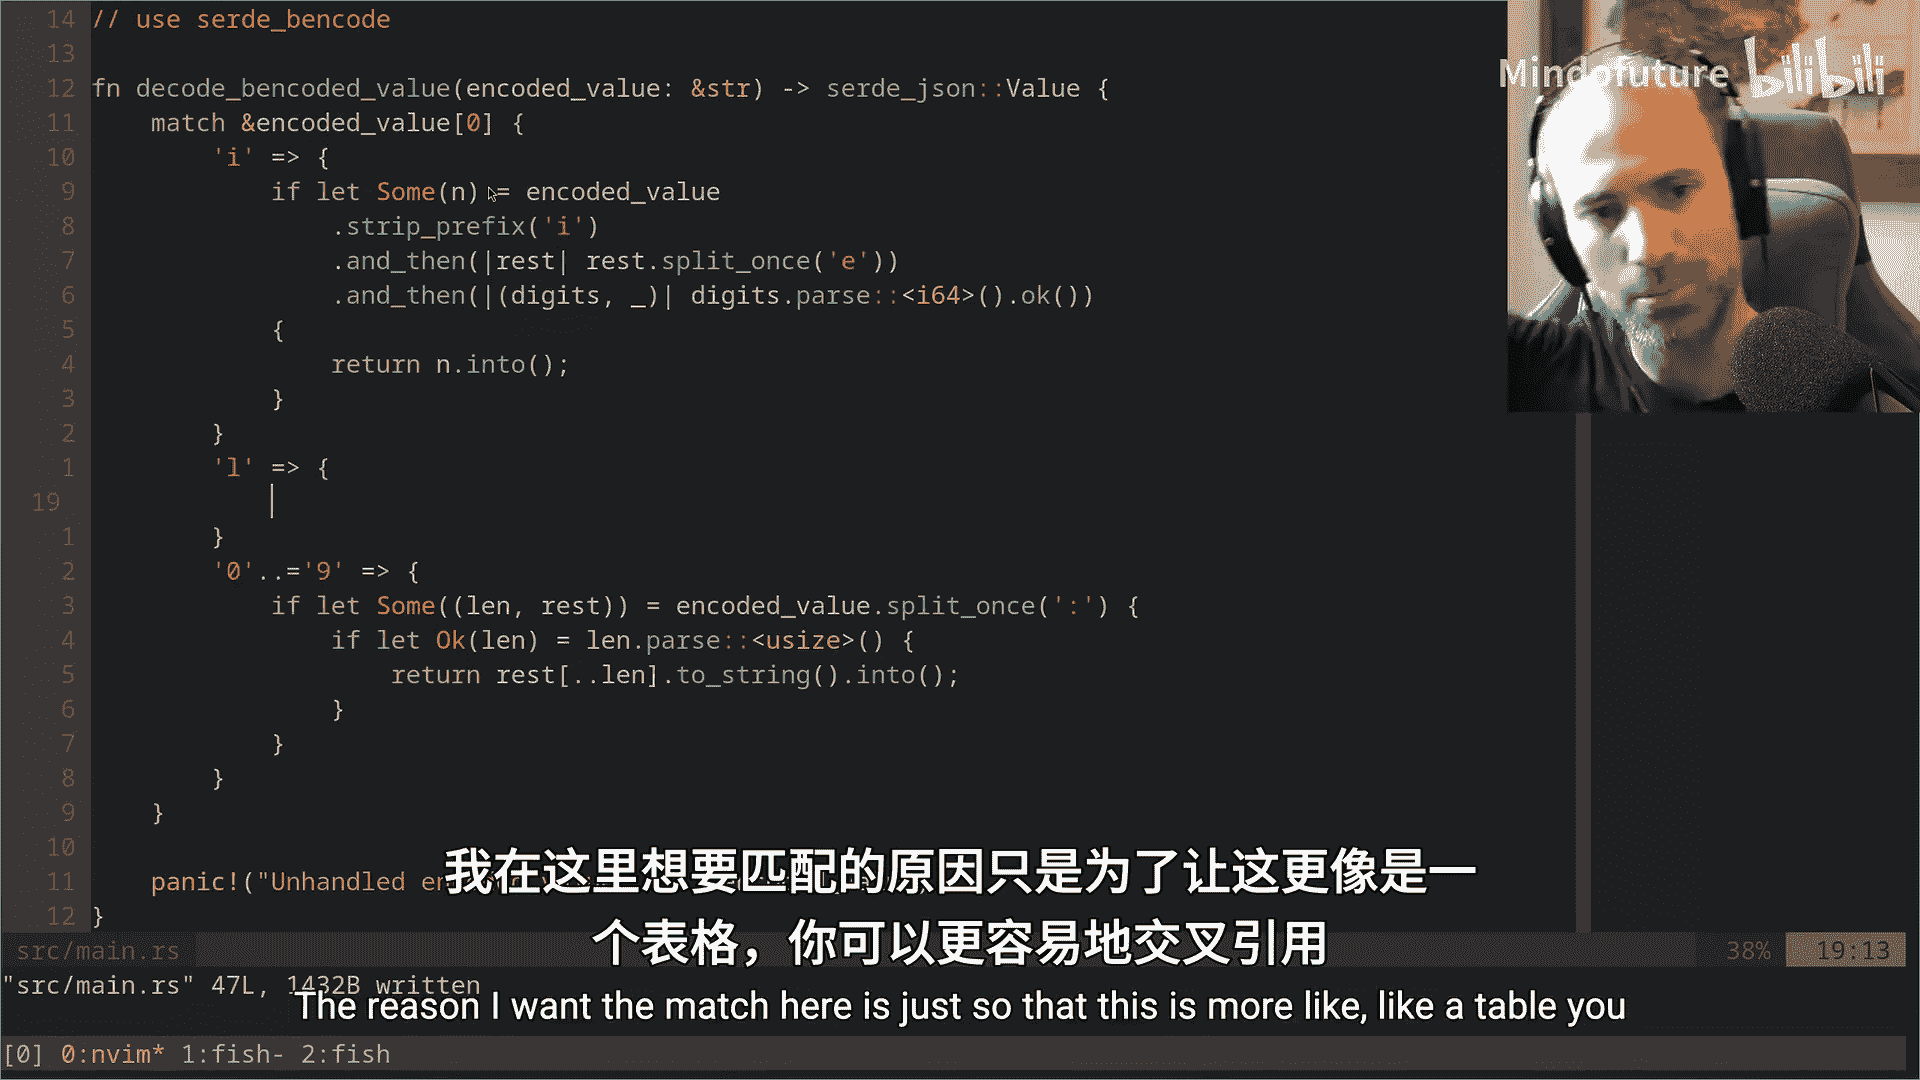 14 // use serde_bencode
13
12 fn decode_bencoded_value(encoded_value: &str) -> serde_json::Value {
11     match &encoded_value[0] {
10         'i' => {
9             if let Some(n) = encoded_value
8                 .strip_prefix('i')
7                 .and_then(|rest| rest.split_once('e'))
6                 .and_then(|(digits, _)| digits.parse::<i64>().ok())
5             {
4                 return n.into();
3             }
2         }
1         'l' => {
19
1         }
2         '0'..='9' => {
3             if let Some((len, rest)) = encoded_value.split_once(':') {
4                 if let Ok(len) = len.parse::<usize>() {
5                     return rest[..len].to_string().into();
6                 }
7             }
8         }
9     }
10
11     panic!("Unhandled en
12 }
Mindofuture bilibili
我在这里想要匹配的原因只是为了让这更像是一
个表格，你可以更容易地交叉引用
src/main.rs 38% 19:13
"src/main.rs" 47L, 1432B written
The reason I want the match here is just so that this is more like, like a table you
[0] 0:nvim* 1:fish- 2:fish